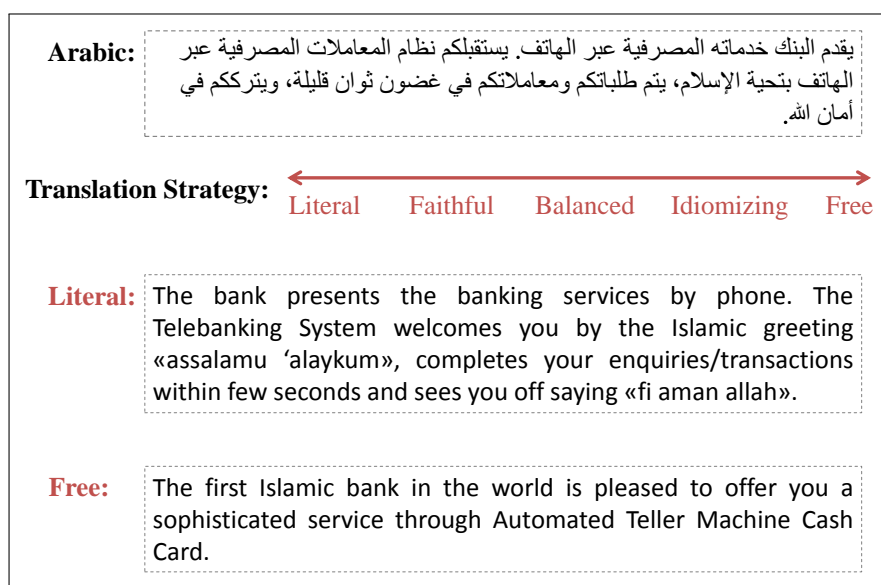 Arabic:
يقدم البنك خدماته المصرفية عبر الهاتف. يستقبلكم نظام المعاملات المصرفية عبر
الهاتف بتحية الإسلام، يتم طلباتكم ومعاملاتكم في غضون ثوان قليلة، ويترككم في
أمان الله.
Translation Strategy:
Literal Faithful Balanced Idiomizing Free
Literal: The bank presents the banking services by phone. The
Telebanking System welcomes you by the Islamic greeting
«assalamu ‘alaykum», completes your enquiries/transactions
within few seconds and sees you off saying «fi aman allah».
Free: The first Islamic bank in the world is pleased to offer you a
sophisticated service through Automated Teller Machine Cash
Card.